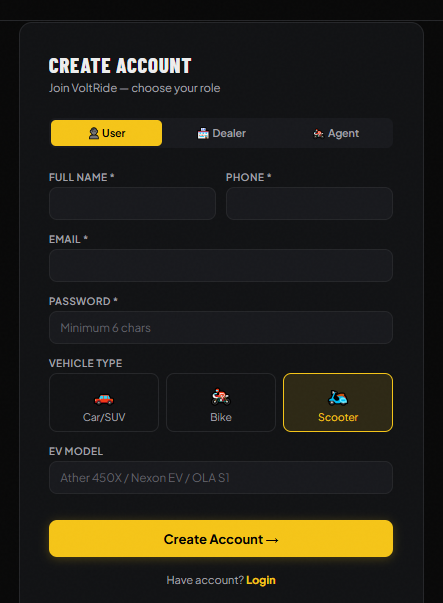 CREATE ACCOUNT
Join VoltRide — choose your role
User Dealer Agent
FULL NAME * PHONE *
EMAIL *
PASSWORD *
Minimum 6 chars
VEHICLE TYPE
Car/SUV Bike Scooter
EV MODEL
Ather 450X / Nexon EV / OLA S1
Create Account →
Have account? Login